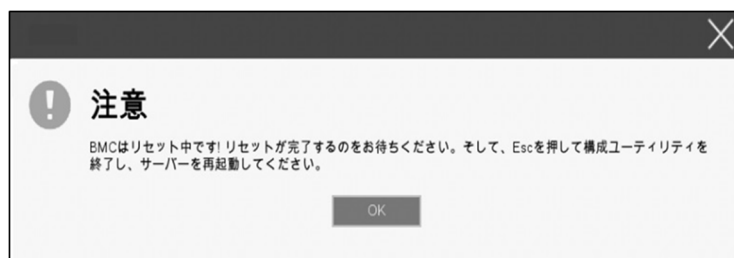 注意
BMCはリセット中です! リセットが完了するのをお待ちください。そして、Escを押して構成ユーティリティを
終了し、サーバーを再起動してください。
OK